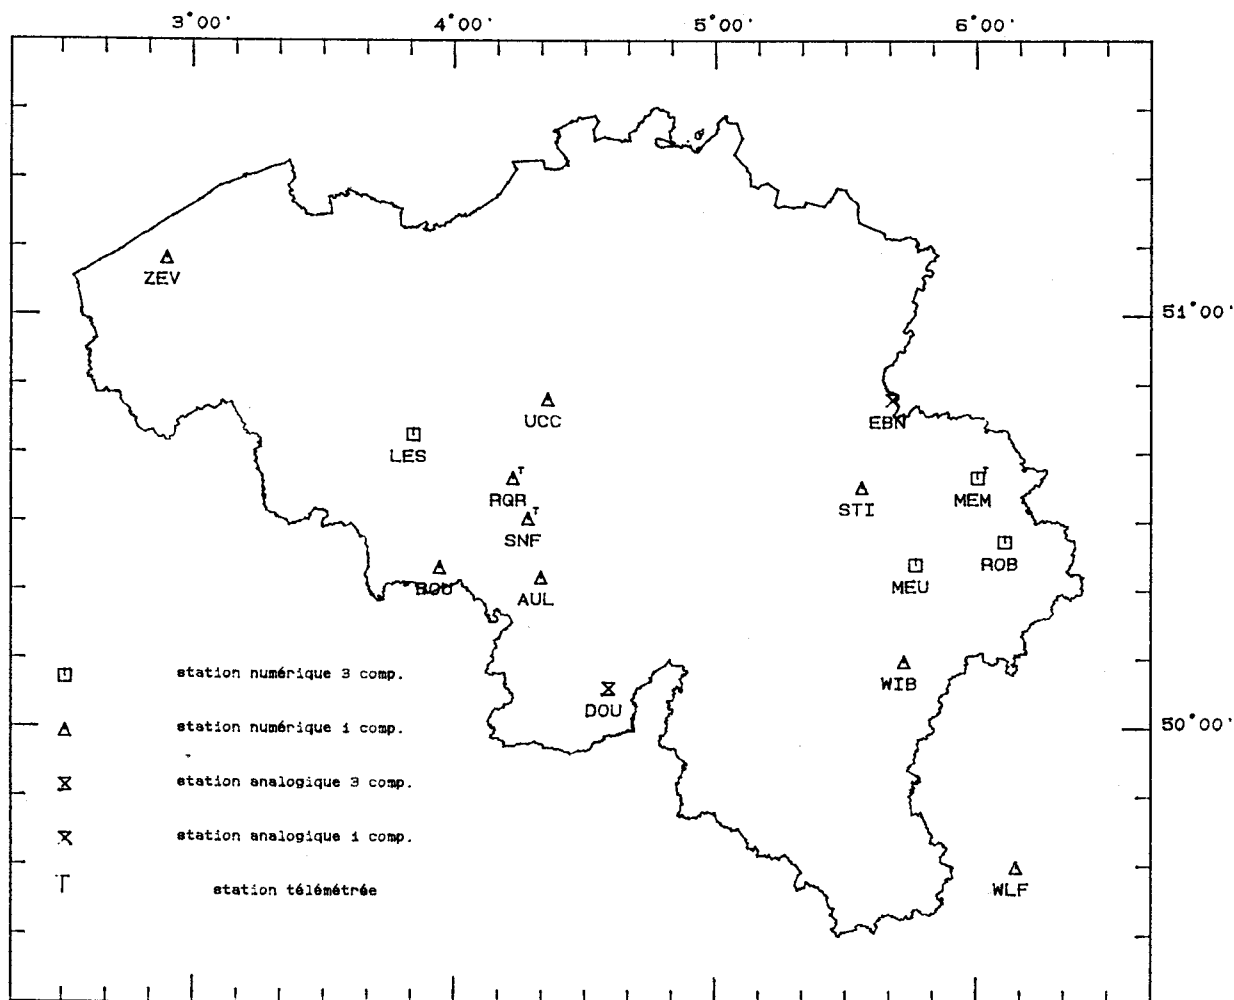 3°00' 4°00' 5°00' 6°00'
ZEV
51°00'
UCC
EBN
LES
T T
RGR STI MEM
T
SNF
ROB
BOU AUL MEU
station numérique 3 comp.
WIB
DOU
station numérique 1 comp.
50°00'
station analogique 3 comp.
station analogique 1 comp.
T station télémétrée
WLF